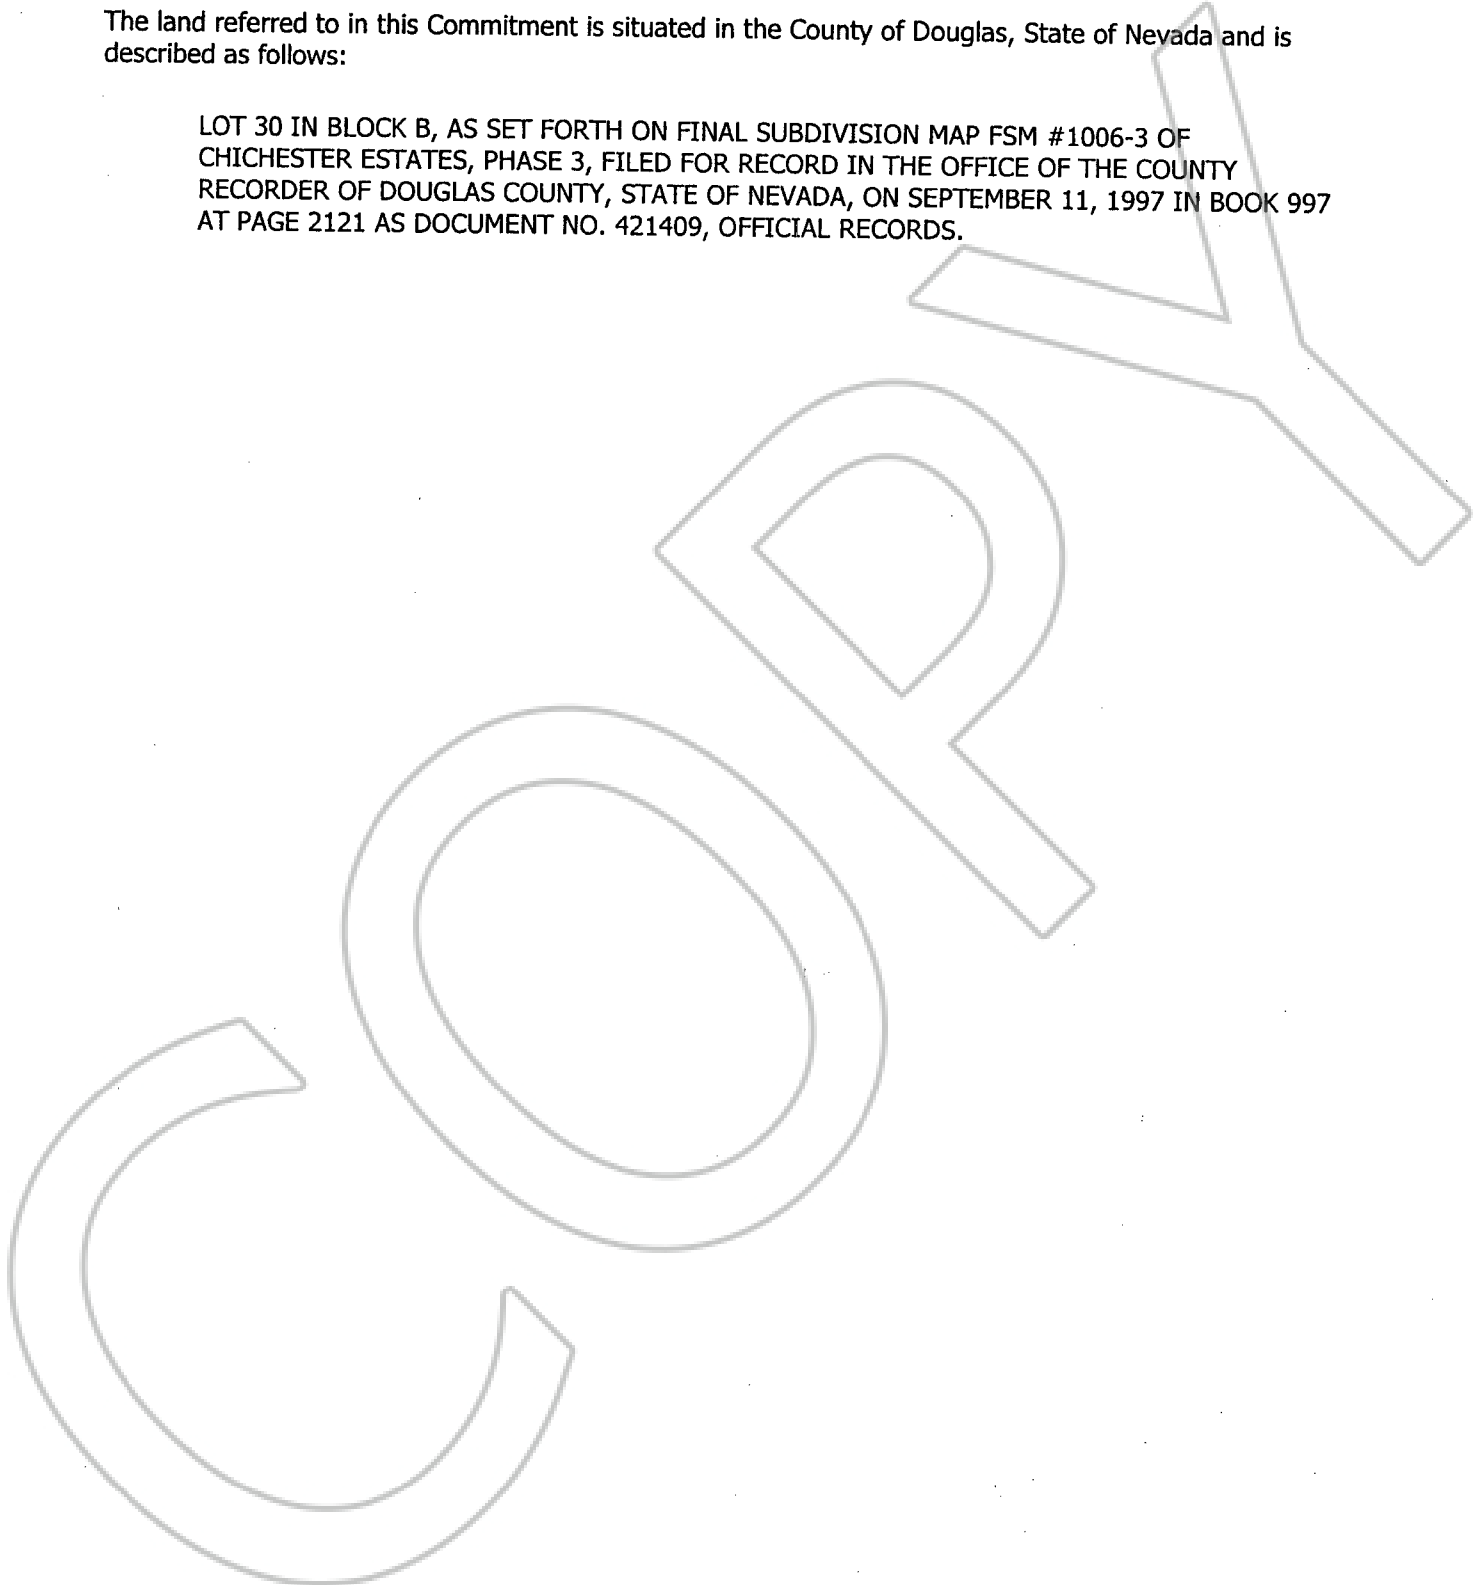 The land referred to in this Commitment is situated in the County of Douglas, State of Nevada and is
described as follows:
LOT 30 IN BLOCK B, AS SET FORTH ON FINAL SUBDIVISION MAP FSM #1006-3 OF
CHICHESTER ESTATES, PHASE 3, FILED FOR RECORD IN THE OFFICE OF THE COUNTY
RECORDER OF DOUGLAS COUNTY, STATE OF NEVADA, ON SEPTEMBER 11, 1997 IN BOOK 997
AT PAGE 2121 AS DOCUMENT NO. 421409, OFFICIAL RECORDS.
COPY